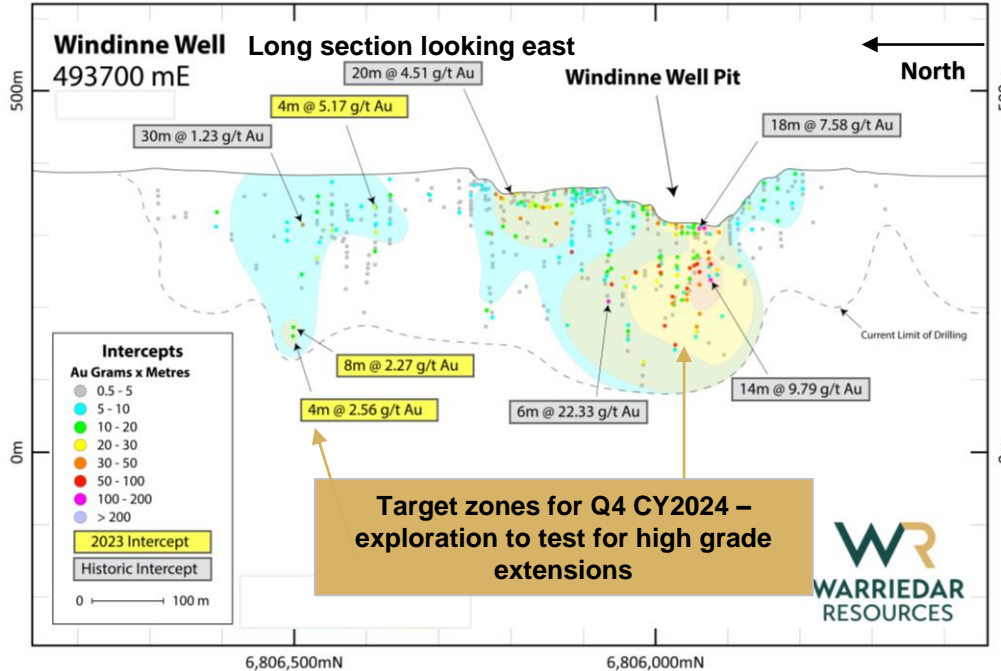 Windinne Well
Long section looking east
493700 mE
North
500m
20m @ 4.51 g/t Au
Windinne Well Pit
4m @ 5.17 g/t Au
30m @ 1.23 g/t Au
18m @ 7.58 g/t Au
Current Limit of Drilling
Intercepts
Au Grams x Metres
0.5 - 5
5 - 10
10 - 20
20 - 30
30 - 50
50 - 100
100 - 200
> 200
2023 Intercept
Historic Intercept
0
100 m
8m @ 2.27 g/t Au
4m @ 2.56 g/t Au
6m @ 22.33 g/t Au
14m @ 9.79 g/t Au
0m
Target zones for Q4 CY2024 –
exploration to test for high grade
extensions
WR
WARRIEDAR
RESOURCES
6,806,500mN
6,806,000mN